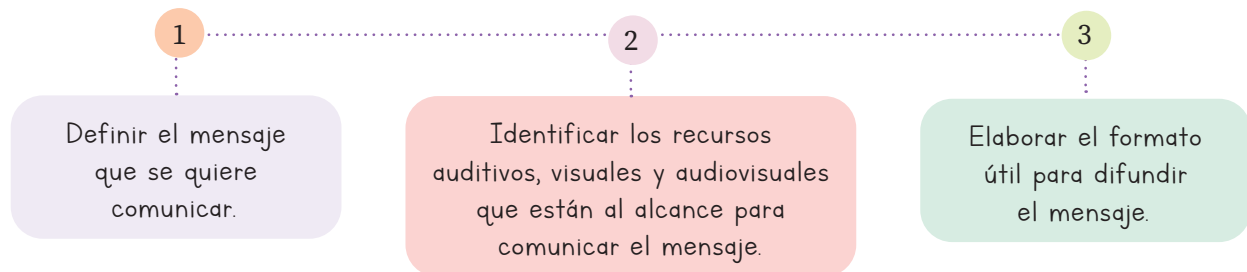 1
Definir el mensaje
que se quiere
comunicar.
2
Identificar los recursos
auditivos, visuales y audiovisuales
que están al alcance para
comunicar el mensaje.
3
Elaborar el formato
útil para difundir
el mensaje.